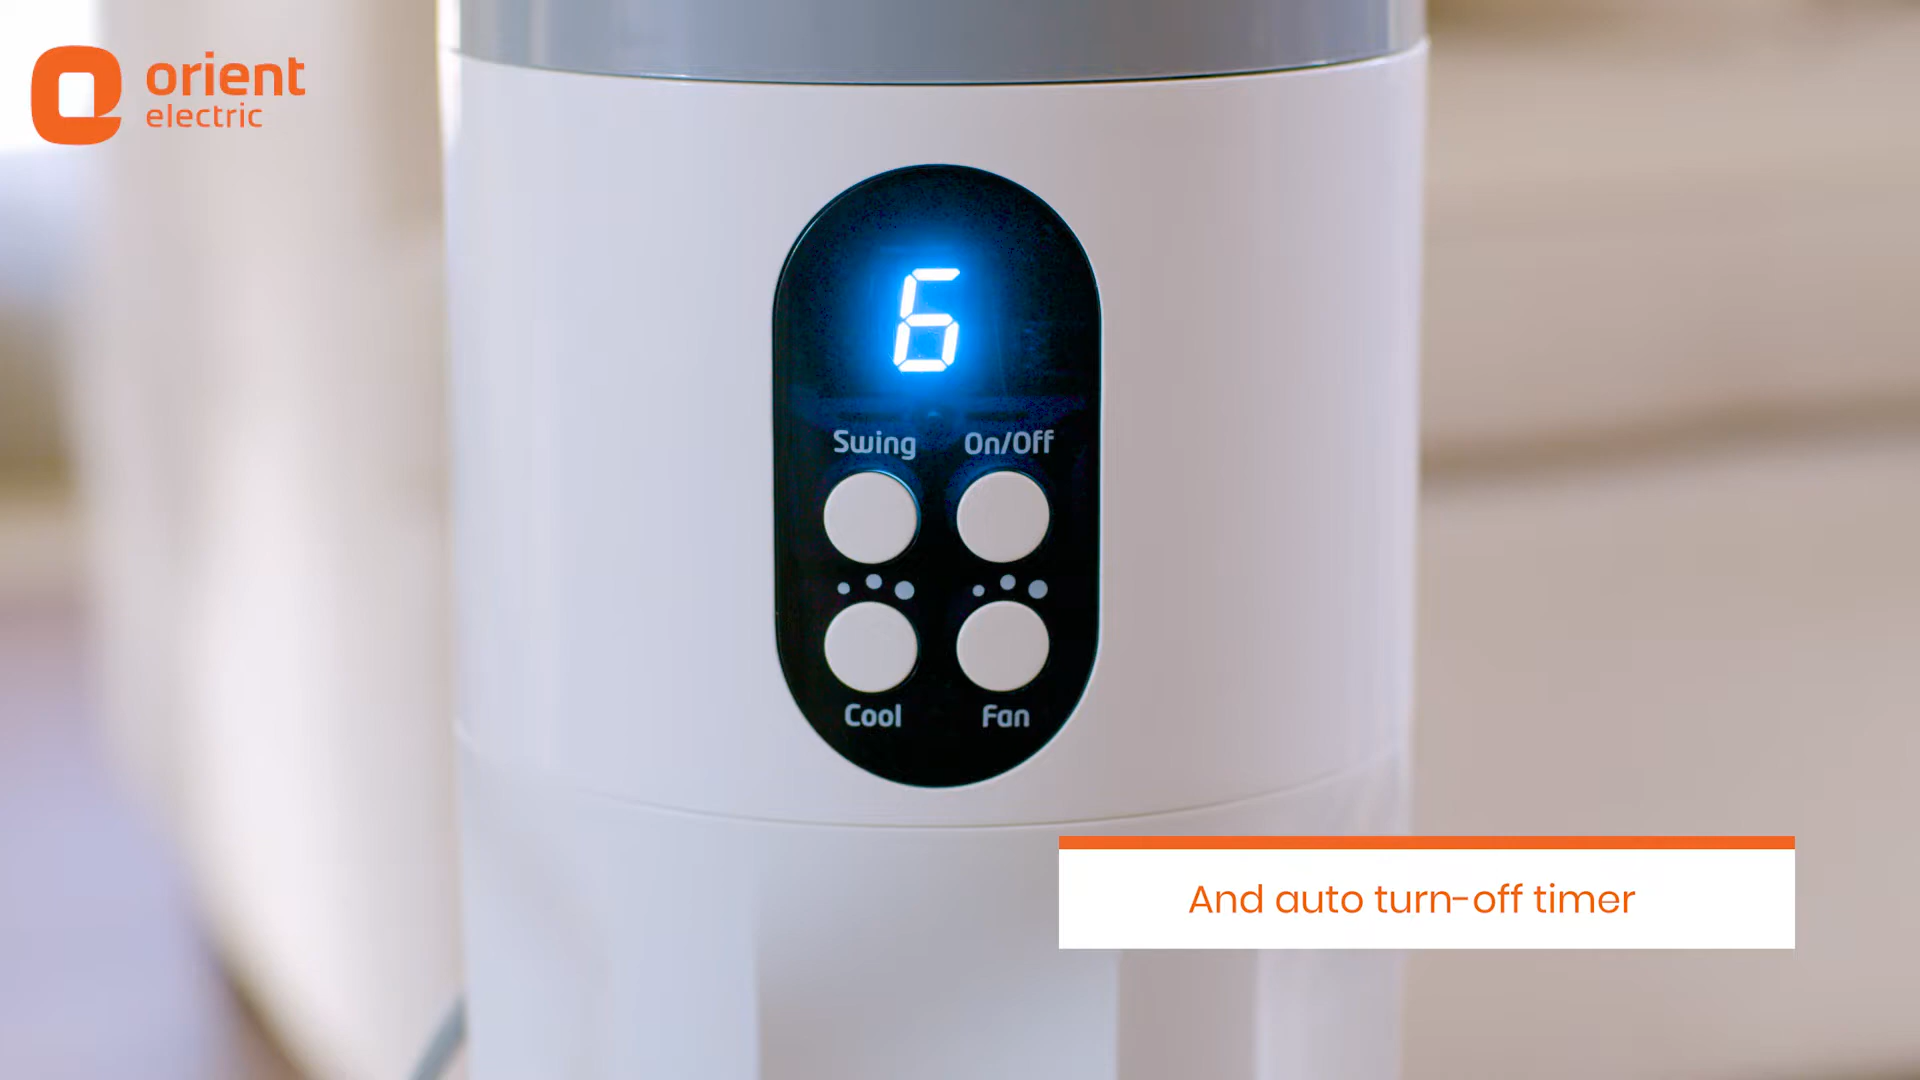 orient
electric
6
Swing On/Off
Cool Fan
And auto turn-off timer